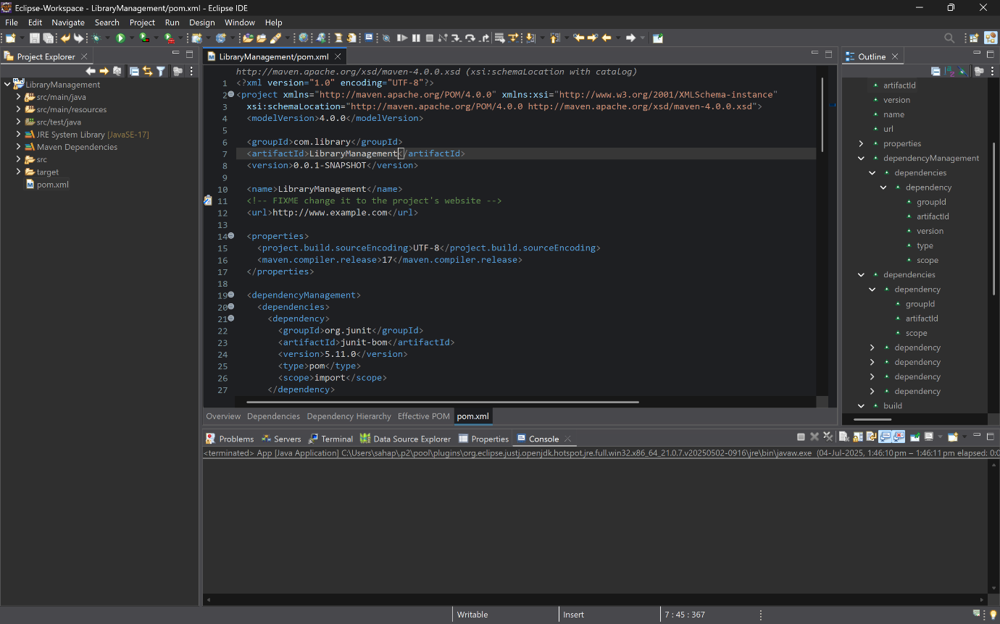 Eclipse-Workspace - LibraryManagement/pom.xml - Eclipse IDE
File Edit Navigate Search Project Run Design Window Help
Project Explorer
LibraryManagement
src/main/java
src/main/resources
src/test/java
JRE System Library [JavaSE-17]
Maven Dependencies
src
target
pom.xml
LibraryManagement/pom.xml
http://maven.apache.org/xsd/maven-4.0.0.xsd (xsi:schemaLocation with catalog)
1 <?xml version="1.0" encoding="UTF-8"?>
2 <project xmlns="http://maven.apache.org/POM/4.0.0" xmlns:xsi="http://www.w3.org/2001/XMLSchema-instance"
3 xsi:schemaLocation="http://maven.apache.org/POM/4.0.0 http://maven.apache.org/xsd/maven-4.0.0.xsd">
4 <modelVersion>4.0.0</modelVersion>
5
6 <groupId>com.library</groupId>
7 <artifactId>LibraryManagement</artifactId>
8 <version>0.0.1-SNAPSHOT</version>
9
10 <name>LibraryManagement</name>
11 <!-- FIXME change it to the project's website -->
12 <url>http://www.example.com</url>
13
14 <properties>
15 <project.build.sourceEncoding>UTF-8</project.build.sourceEncoding>
16 <maven.compiler.release>17</maven.compiler.release>
17 </properties>
18
19 <dependencyManagement>
20 <dependencies>
21 <dependency>
22 <groupId>org.junit</groupId>
23 <artifactId>junit-bom</artifactId>
24 <version>5.11.0</version>
25 <type>pom</type>
26 <scope>import</scope>
27 </dependency>
Overview Dependencies Dependency Hierarchy Effective POM pom.xml
Outline
artifactId
version
name
url
properties
dependencyManagement
dependencies
dependency
groupId
artifactId
version
type
scope
dependencies
dependency
groupId
artifactId
scope
dependency
dependency
dependency
dependency
build
Problems Servers Terminal Data Source Explorer Properties Console
<terminated> App [Java Application] C:\Users\sahap\.p2\pool\plugins\org.eclipse.justj.openjdk.hotspot.jre.full.win32.x86_64_21.0.7.v20250502-0916\jre\bin\javaw.exe (04-Jul-2025, 1:46:10 pm – 1:46:11 pm elapsed: 0:0
Writable Insert 7 : 45 : 367